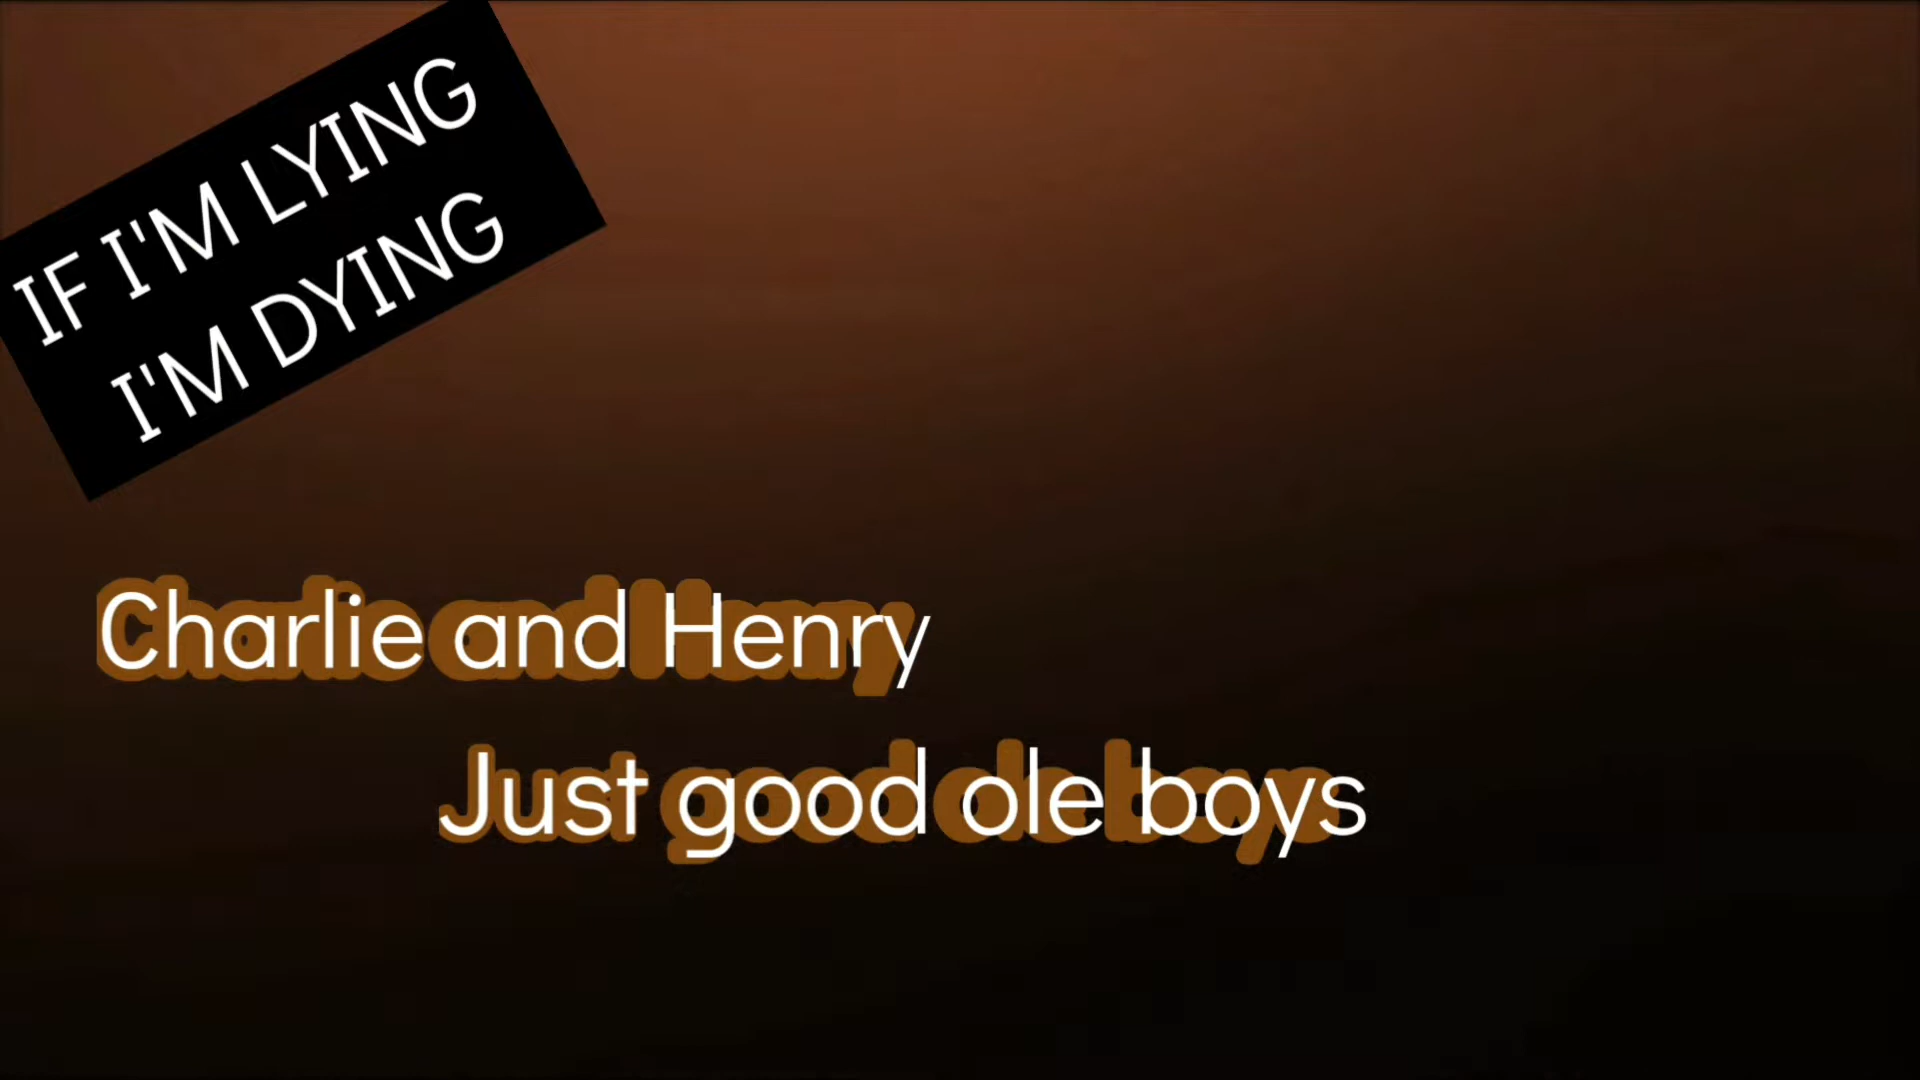 IF I'M LYING
I'M DYING
Charlie and Henry
Just good ole boys